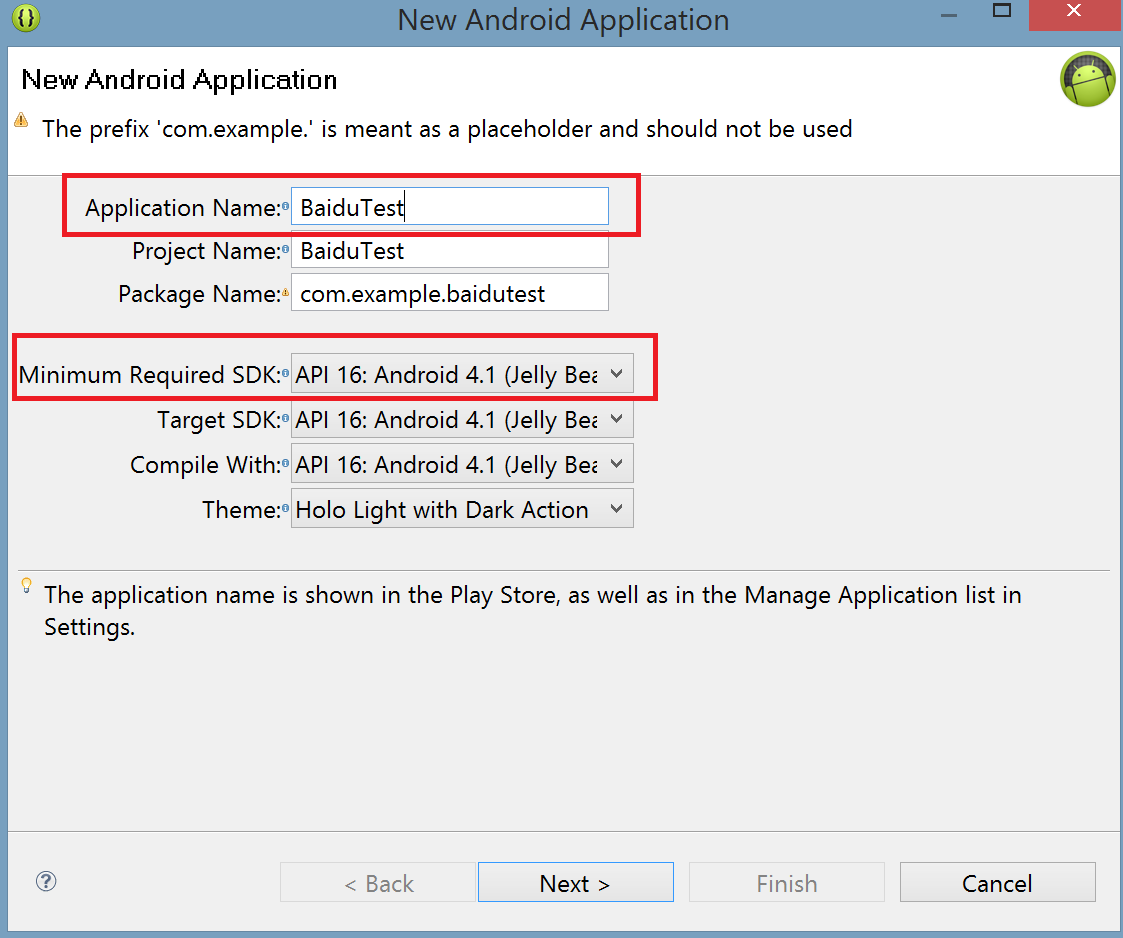 New Android Application
New Android Application
The prefix 'com.example.' is meant as a placeholder and should not be used
Application Name: BaiduTest
Project Name: BaiduTest
Package Name: com.example.baidutest
Minimum Required SDK: API 16: Android 4.1 (Jelly Bea
Target SDK: API 16: Android 4.1 (Jelly Bea
Compile With: API 16: Android 4.1 (Jelly Bea
Theme: Holo Light with Dark Action
The application name is shown in the Play Store, as well as in the Manage Application list in
Settings.
< Back Next > Finish Cancel